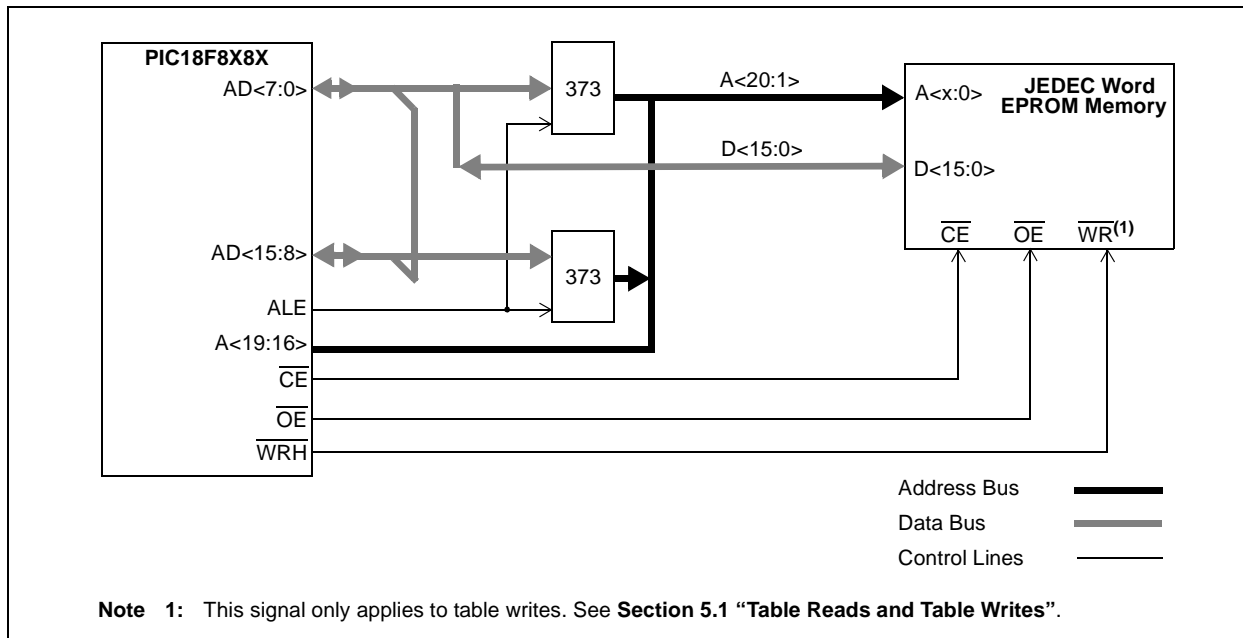 PIC18F8X8X
AD<7:0>
373
A<20:1>
A<x:0>
JEDEC Word
EPROM Memory
D<15:0>
D<15:0>
AD<15:8>
373
CE
OE
WR(1)
ALE
A<19:16>
CE
OE
WRH
Address Bus
Data Bus
Control Lines
Note 1: This signal only applies to table writes. See Section 5.1 “Table Reads and Table Writes”.